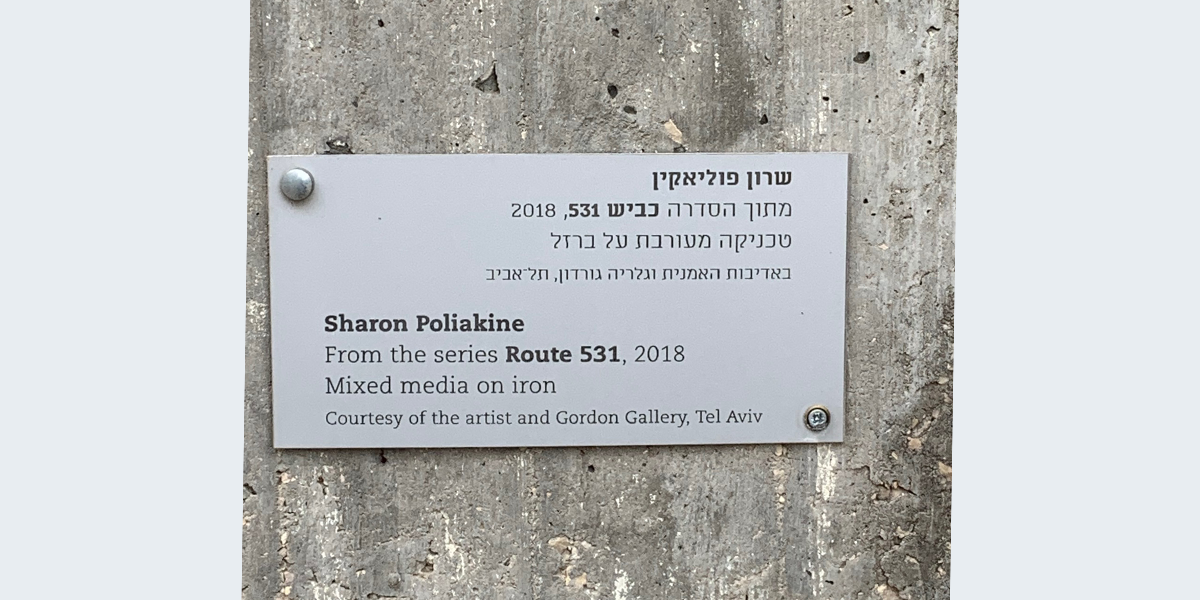 שרון פוליאקין
מתוך הסדרה כביש 531, 2018
טכניקה מעורבת על ברזל
באדיבות האמנית וגלריה גורדון, תל־אביב
Sharon Poliakine
From the series Route 531, 2018
Mixed media on iron
Courtesy of the artist and Gordon Gallery, Tel Aviv